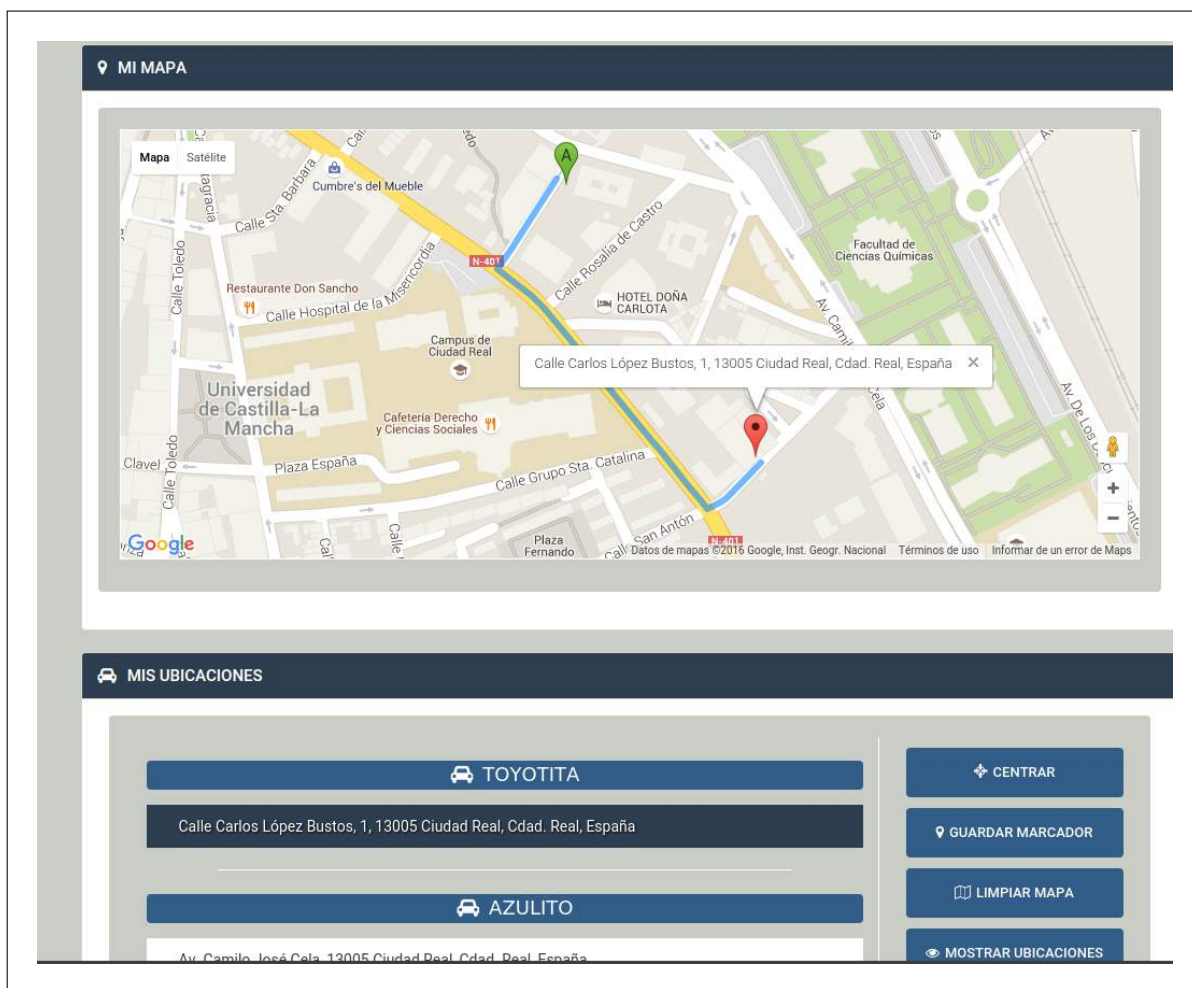 MI MAPA
Mapa Satélite
Cumbre's del Mueble
Calle Sta. Barbara
Calle Toledo
N-401
Calle Rosalía de Castro
Facultad de
Ciencias Químicas
Restaurante Don Sancho
Calle Hospital de la Misericordia
HOTEL DOÑA
CARLOTA
Campus de
Ciudad Real
Calle Carlos López Bustos, 1, 13005 Ciudad Real, Cdad. Real, España
Universidad
de Castilla-La
Mancha
Cafetería Derecho
y Ciencias Sociales
Clavel
Calle Toledo
Plaza España
Calle Grupo Sta. Catalina
San Antón
Plaza
Fernando
N-401
Google
Datos de mapas ©2016 Google, Inst. Geogr. Nacional Términos de uso Informar de un error de Maps
MIS UBICACIONES
TOYOTITA
Calle Carlos López Bustos, 1, 13005 Ciudad Real, Cdad. Real, España
AZULITO
Av. Camilo José Cela, 13005 Ciudad Real, Cdad. Real, España
CENTRAR
GUARDAR MARCADOR
LIMPIAR MAPA
MOSTRAR UBICACIONES